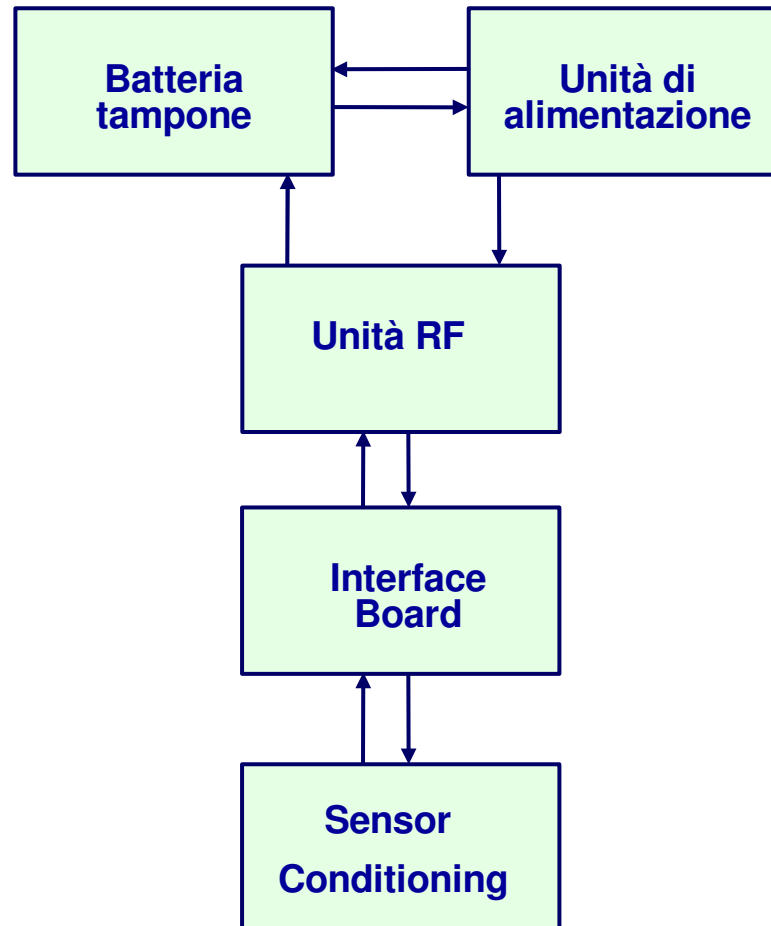 Batteria
tampone
Unità di
alimentazione
Unità RF
Interface
Board
Sensor
Conditioning